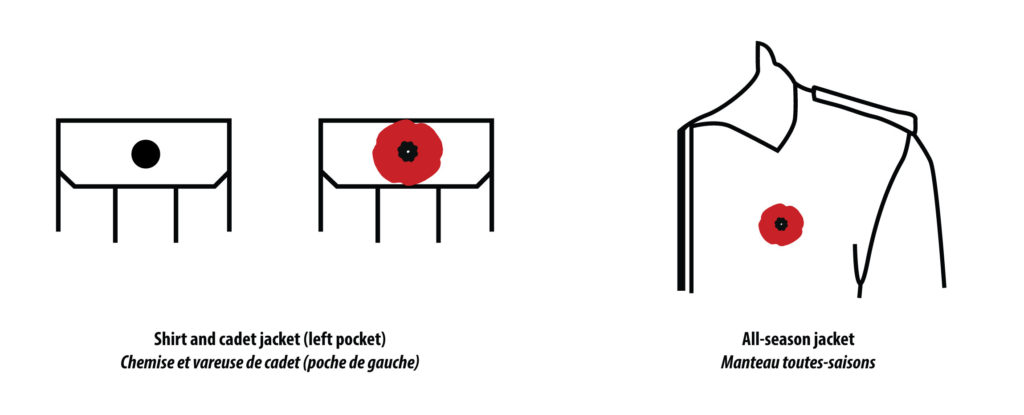 Shirt and cadet jacket (left pocket)
Chemise et vareuse de cadet (poche de gauche)
All-season jacket
Manteau toutes-saisons